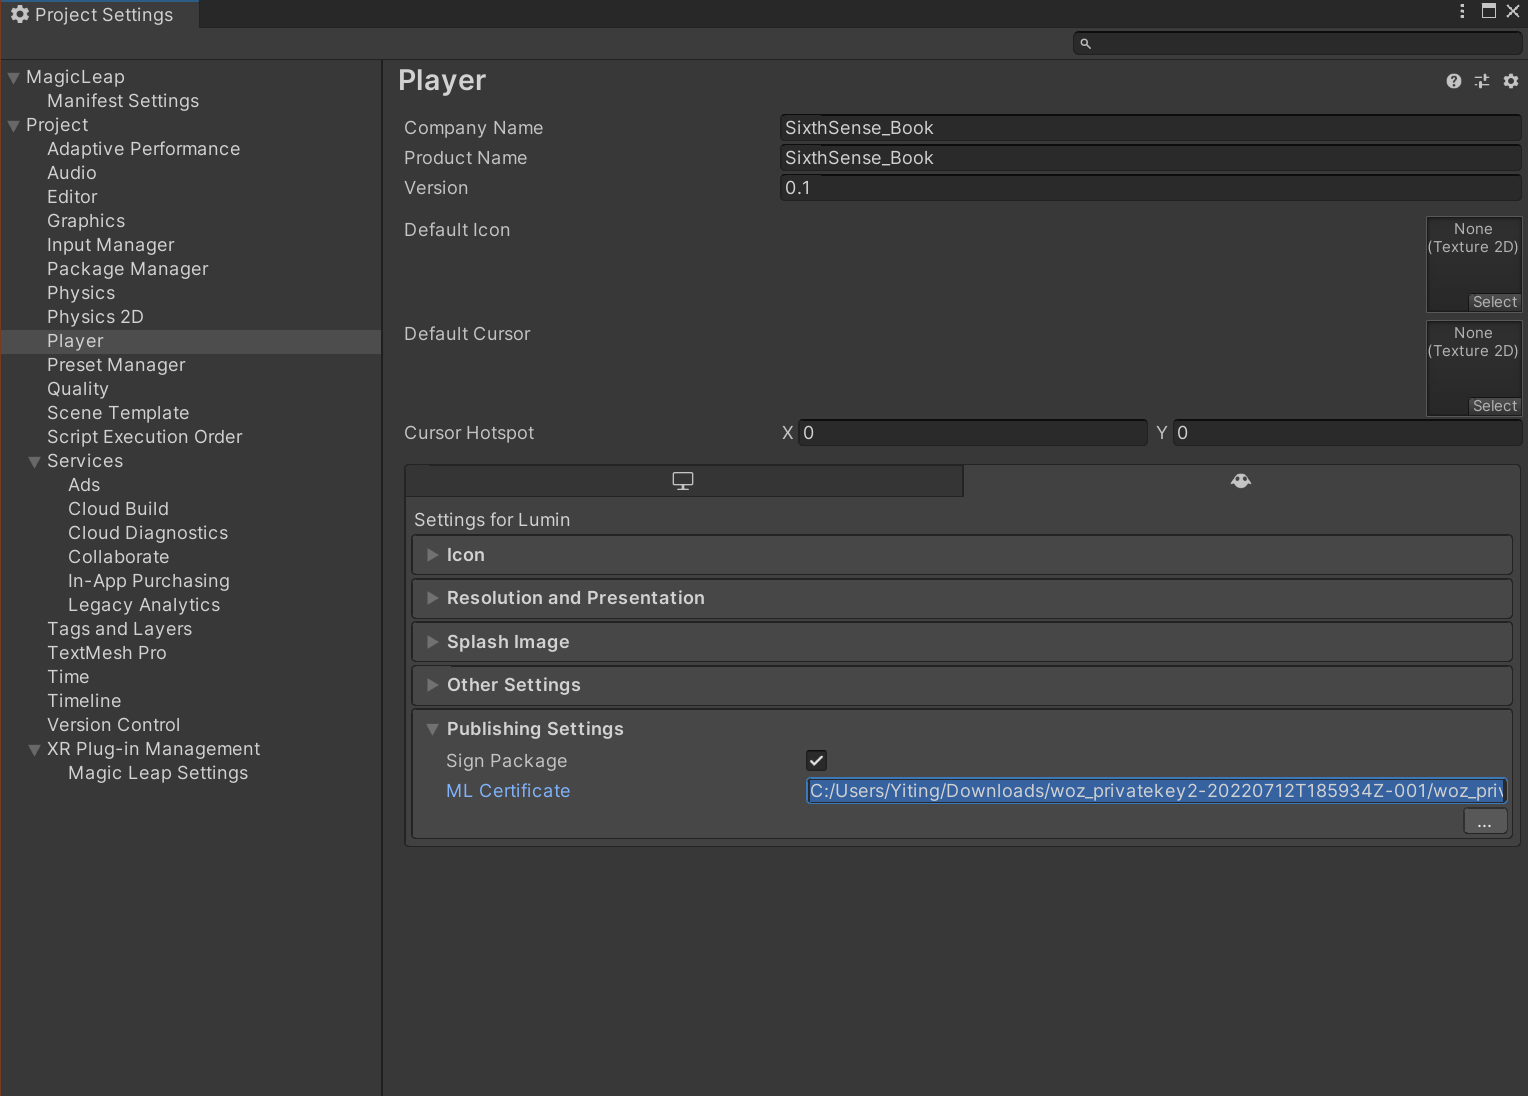 Project Settings
MagicLeap
Manifest Settings
Project
Adaptive Performance
Audio
Editor
Graphics
Input Manager
Package Manager
Physics
Physics 2D
Player
Preset Manager
Quality
Scene Template
Script Execution Order
Services
Ads
Cloud Build
Cloud Diagnostics
Collaborate
In-App Purchasing
Legacy Analytics
Tags and Layers
TextMesh Pro
Time
Timeline
Version Control
XR Plug-in Management
Magic Leap Settings
Player
Company Name SixthSense_Book
Product Name SixthSense_Book
Version 0.1
Default Icon
None
(Texture 2D)
Select
Default Cursor
None
(Texture 2D)
Select
Cursor Hotspot X 0 Y 0
Settings for Lumin
Icon
Resolution and Presentation
Splash Image
Other Settings
Publishing Settings
Sign Package
ML Certificate C:/Users/Yiting/Downloads/woz_privatekey2-20220712T185934Z-001/woz_priv
...